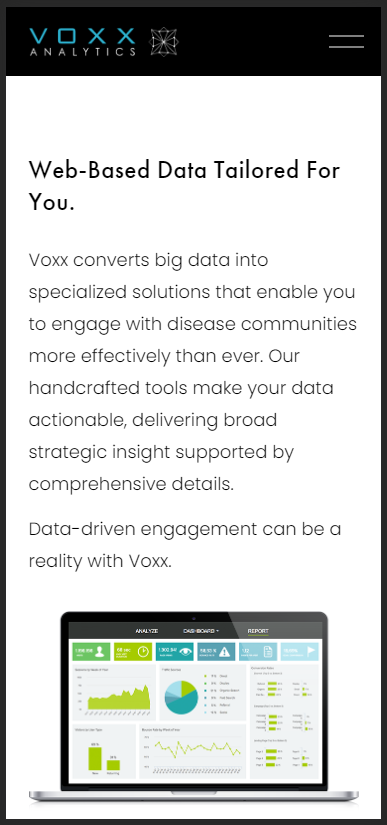 VOXX
ANALYTICS
Web-Based Data Tailored For
You.
Voxx converts big data into
specialized solutions that enable you
to engage with disease communities
more effectively than ever. Our
handcrafted tools make your data
actionable, delivering broad
strategic insight supported by
comprehensive details.
Data-driven engagement can be a
reality with Voxx.
ANALYZE DASHBOARD REPORT